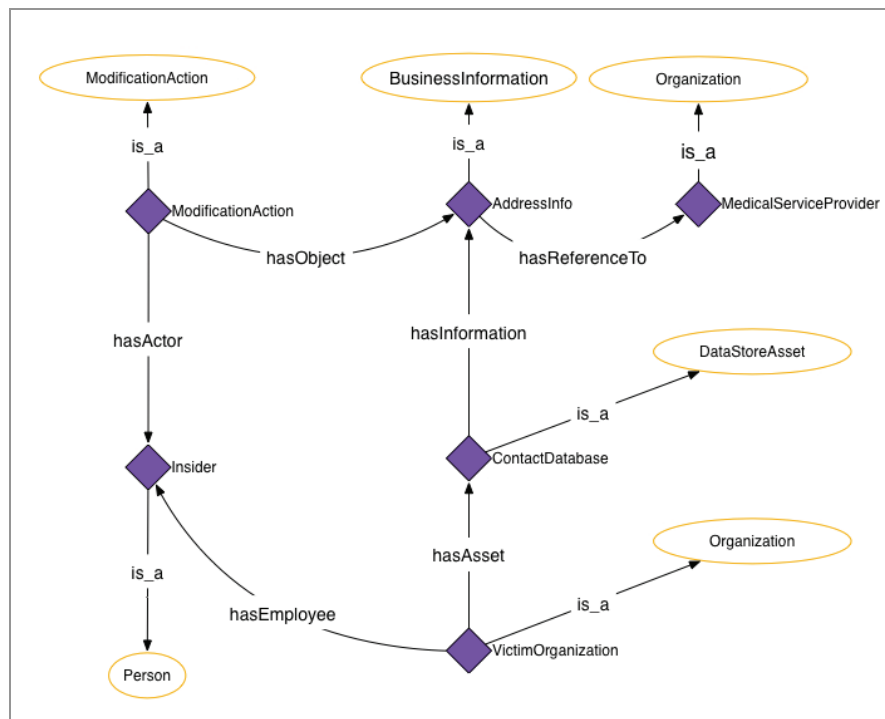 ModificationAction
BusinessInformation
Organization
is_a
is_a
is_a
ModificationAction
AddressInfo
MedicalServiceProvider
hasObject
hasReferenceTo
hasActor
hasInformation
DataStoreAsset
is_a
Insider
ContactDatabase
Organization
hasAsset
is_a
is_a
hasEmployee
VictimOrganization
Person